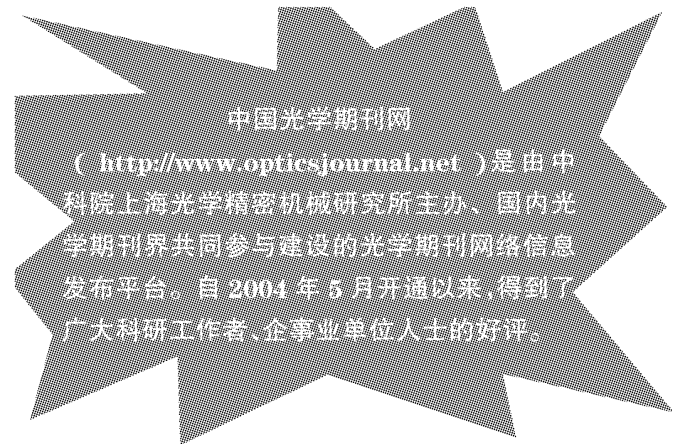 中国光学期刊网
( http://www.opticsjournal.net )是由中
科院上海光学精密机械研究所主办、国内光
学期刊界共同参与建设的光学期刊网络信息
发布平台。自 2004 年 5 月开通以来,得到了
广大科研工作者、企事业单位人士的好评。